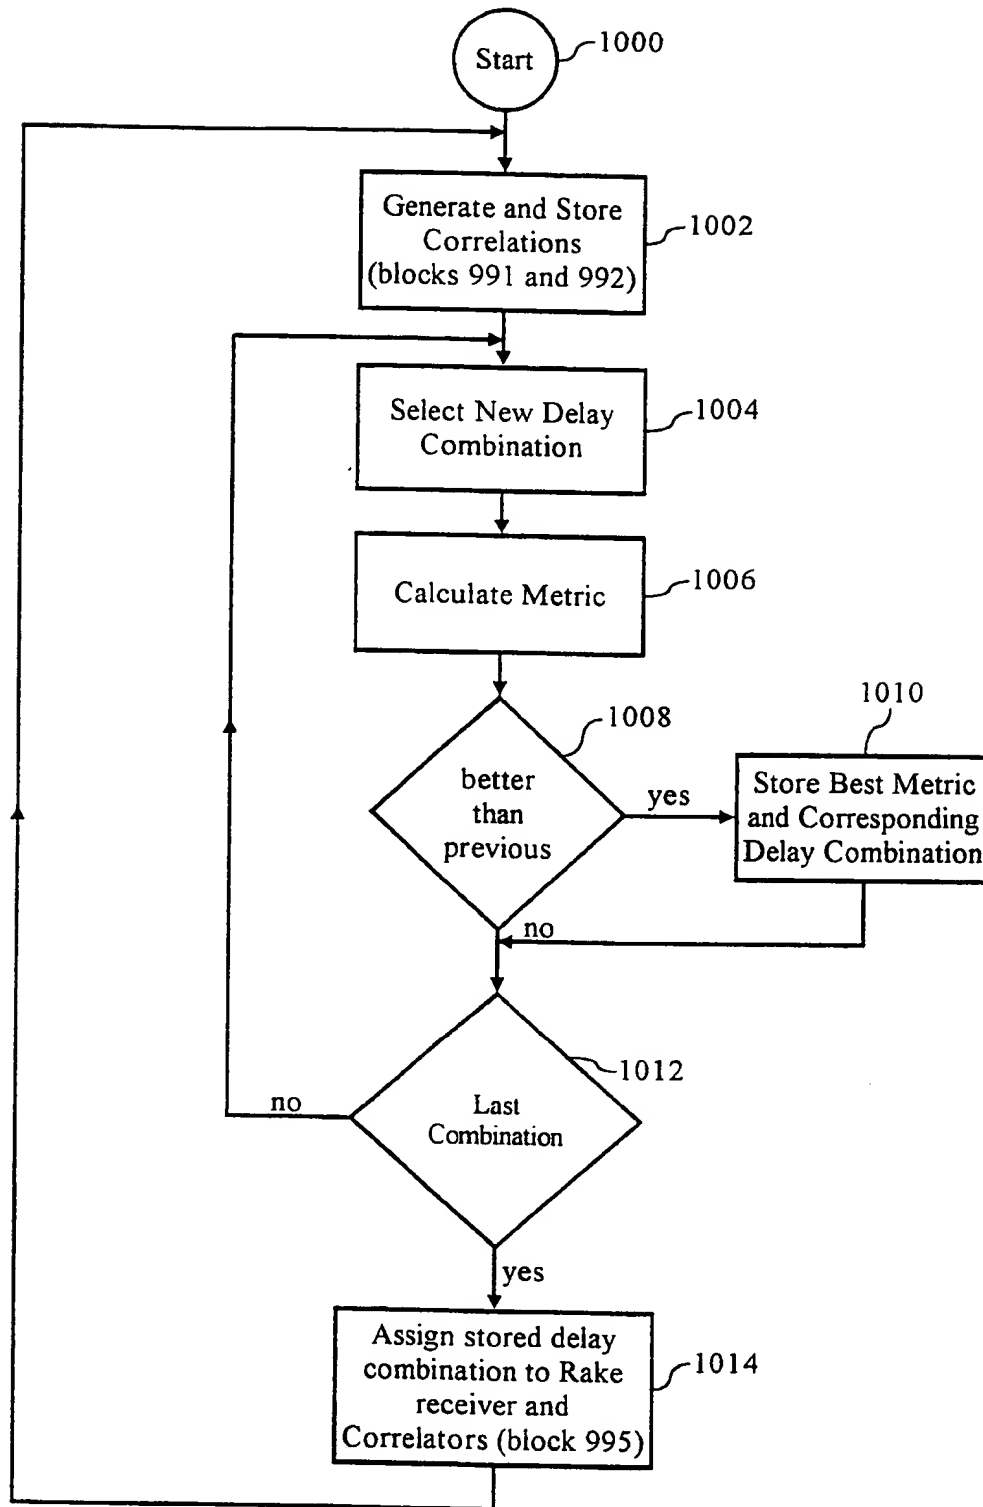 Start
1000
Generate and Store
Correlations
(blocks 991 and 992)
1002
Select New Delay
Combination
1004
Calculate Metric
1006
better
than
previous
1008
yes
1010
Store Best Metric
and Corresponding
Delay Combination
no
Last
Combination
1012
no
yes
Assign stored delay
combination to Rake
receiver and
Correlators (block 995)
1014